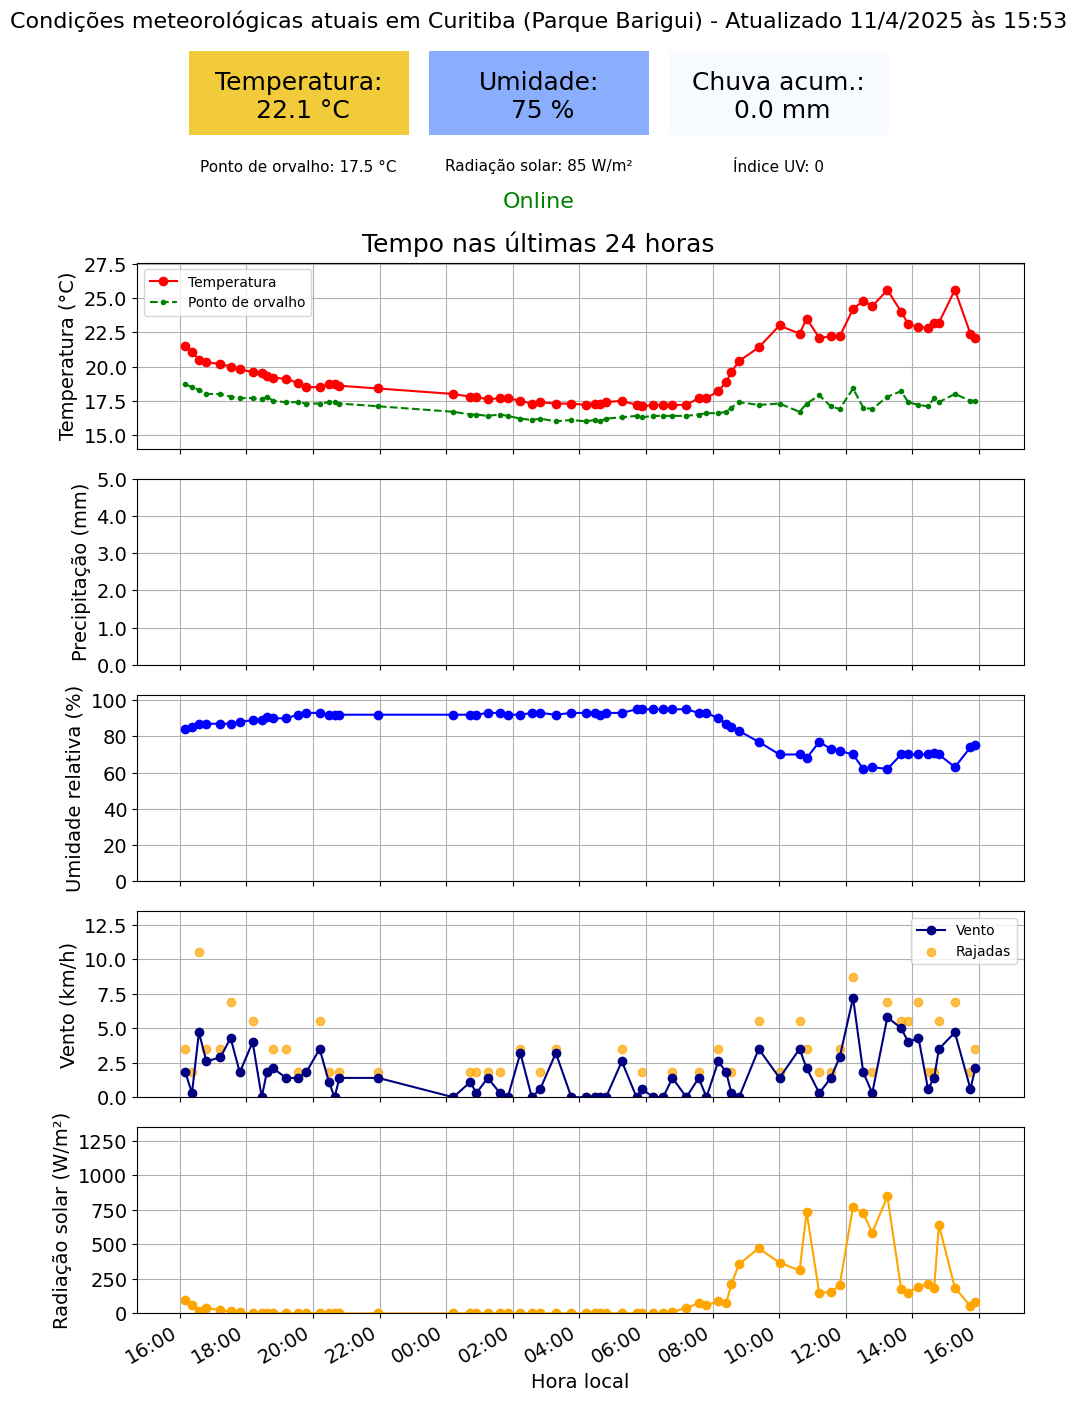 Condições meteorológicas atuais em Curitiba (Parque Barigui) - Atualizado 11/4/2025 às 15:53
Temperatura:
22.1 °C
Umidade:
75 %
Chuva acum.:
0.0 mm
Ponto de orvalho: 17.5 °C
Radiação solar: 85 W/m²
Índice UV: 0
Online
Tempo nas últimas 24 horas
Temperatura (°C)
27.5
25.0
22.5
20.0
17.5
15.0
Temperatura
Ponto de orvalho
Precipitação (mm)
5.0
4.0
3.0
2.0
1.0
0.0
Umidade relativa (%)
100
80
60
40
20
0
Vento (km/h)
12.5
10.0
7.5
5.0
2.5
0.0
Vento
Rajadas
Radiação solar (W/m²)
1250
1000
750
500
250
0
16:00
18:00
20:00
22:00
00:00
02:00
04:00
06:00
08:00
10:00
12:00
14:00
16:00
Hora local